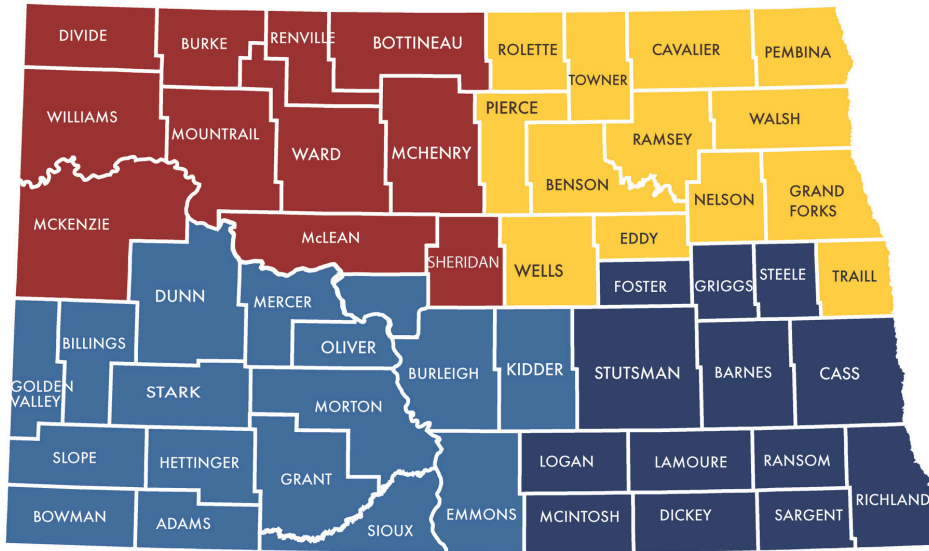 DIVIDE
BURKE
RENVILLE
BOTTINEAU
ROLETTE
TOWNER
CAVALIER
PEMBINA
WILLIAMS
MOUNTRAIL
WARD
MCHENRY
PIERCE
BENSON
RAMSEY
WALSH
NELSON
GRAND
FORKS
MCKENZIE
McLEAN
SHERIDAN
WELLS
EDDY
FOSTER
GRIGGS
STEELE
TRAILL
DUNN
MERCER
OLIVER
BILLINGS
GOLDEN
VALLEY
STARK
MORTON
BURLEIGH
KIDDER
STUTSMAN
BARNES
CASS
SLOPE
HETTINGER
GRANT
LOGAN
LAMOURE
RANSOM
RICHLAND
BOWMAN
ADAMS
SIOUX
EMMONS
MCINTOSH
DICKEY
SARGENT